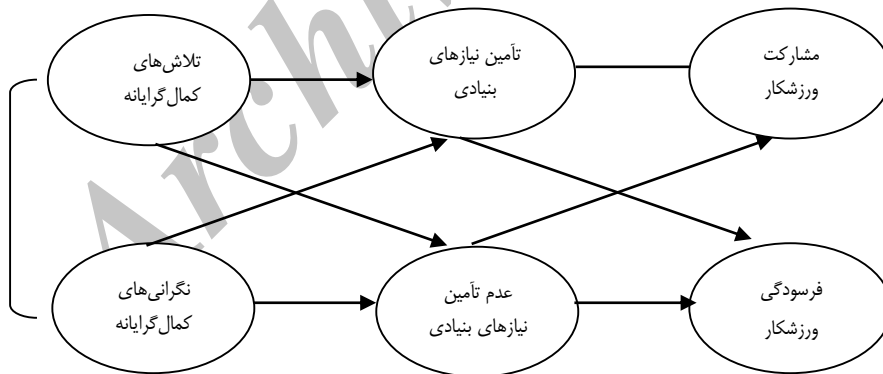 تلاش‌های
کمال‌گرایانه
تأمین نیازهای
بنیادی
مشارکت
ورزشکار
نگرانی‌های
کمال‌گرایانه
عدم تأمین
نیازهای بنیادی
فرسودگی
ورزشکار
Archi